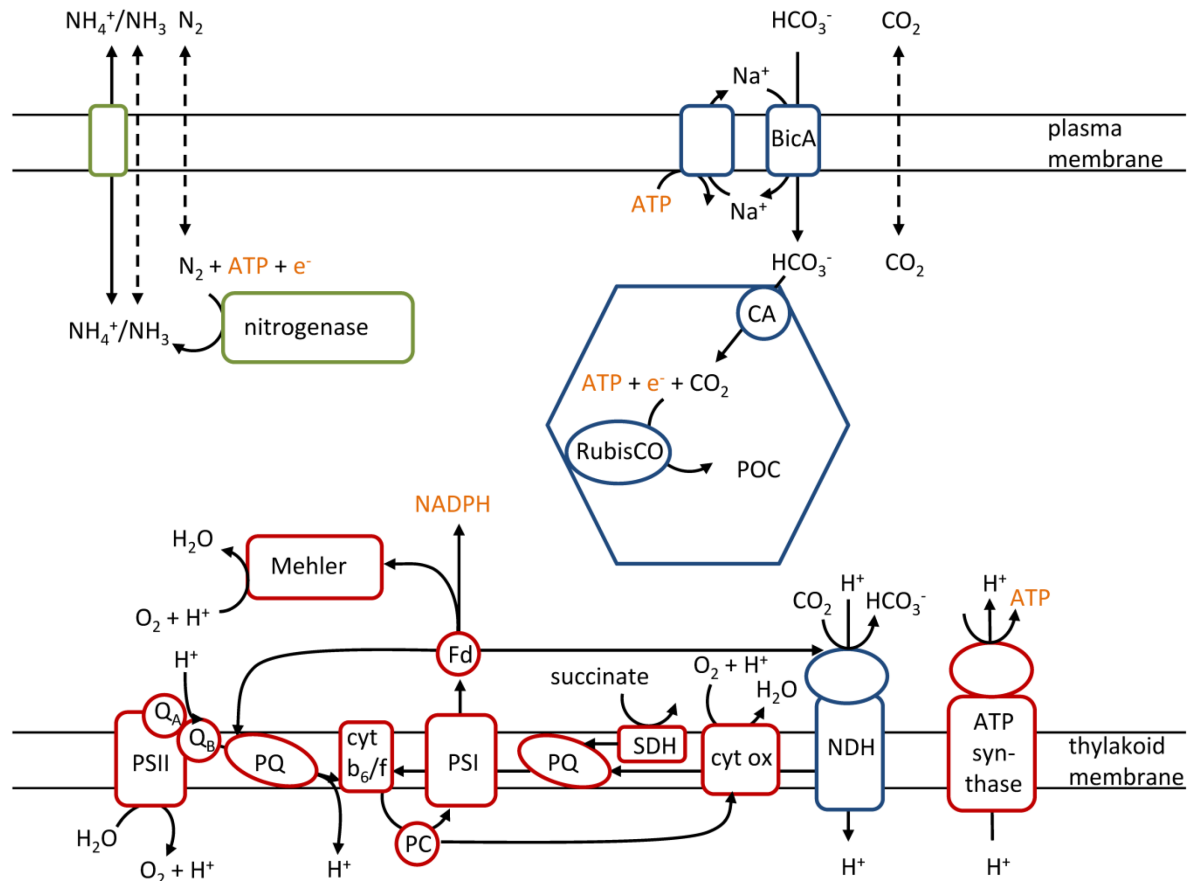 NH₄⁺/NH₃ N₂ HCO₃⁻ CO₂
Na⁺
BicA
plasma
membrane
ATP
Na⁺
N₂ + ATP + e⁻
HCO₃⁻ CO₂
NH₄⁺/NH₃
nitrogenase
CA
ATP + e⁻ + CO₂
RubisCO
POC
NADPH
H₂O
Mehler
O₂ + H⁺
H⁺
CO₂
HCO₃⁻
H⁺
ATP
H⁺
Fd
succinate
O₂ + H⁺
H₂O
Q_A
Q_B
PSII
PQ
cyt
b₆/f
PSI
PQ
SDH
cyt ox
NDH
ATP
syn-
thase
thylakoid
membrane
H₂O
O₂ + H⁺
H⁺
PC
H⁺
H⁺